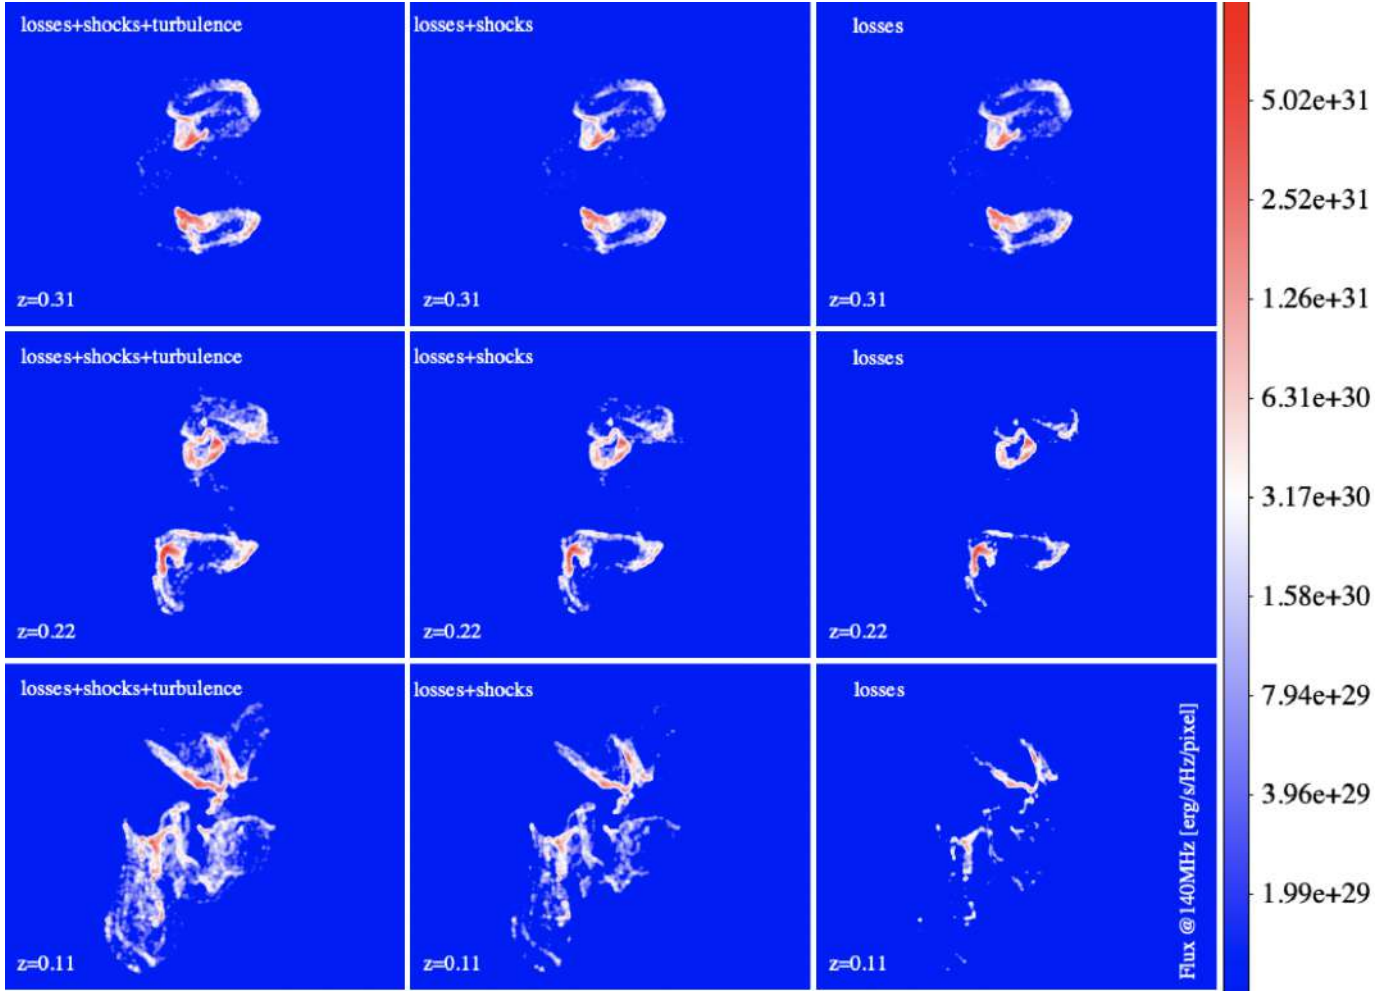 losses+shocks+turbulence
losses+shocks
losses
z=0.31
z=0.31
z=0.31
losses+shocks+turbulence
losses+shocks
losses
z=0.22
z=0.22
z=0.22
losses+shocks+turbulence
losses+shocks
losses
z=0.11
z=0.11
z=0.11
Flux @140MHz [erg/s/Hz/pixel]
5.02e+31
2.52e+31
1.26e+31
6.31e+30
3.17e+30
1.58e+30
7.94e+29
3.96e+29
1.99e+29